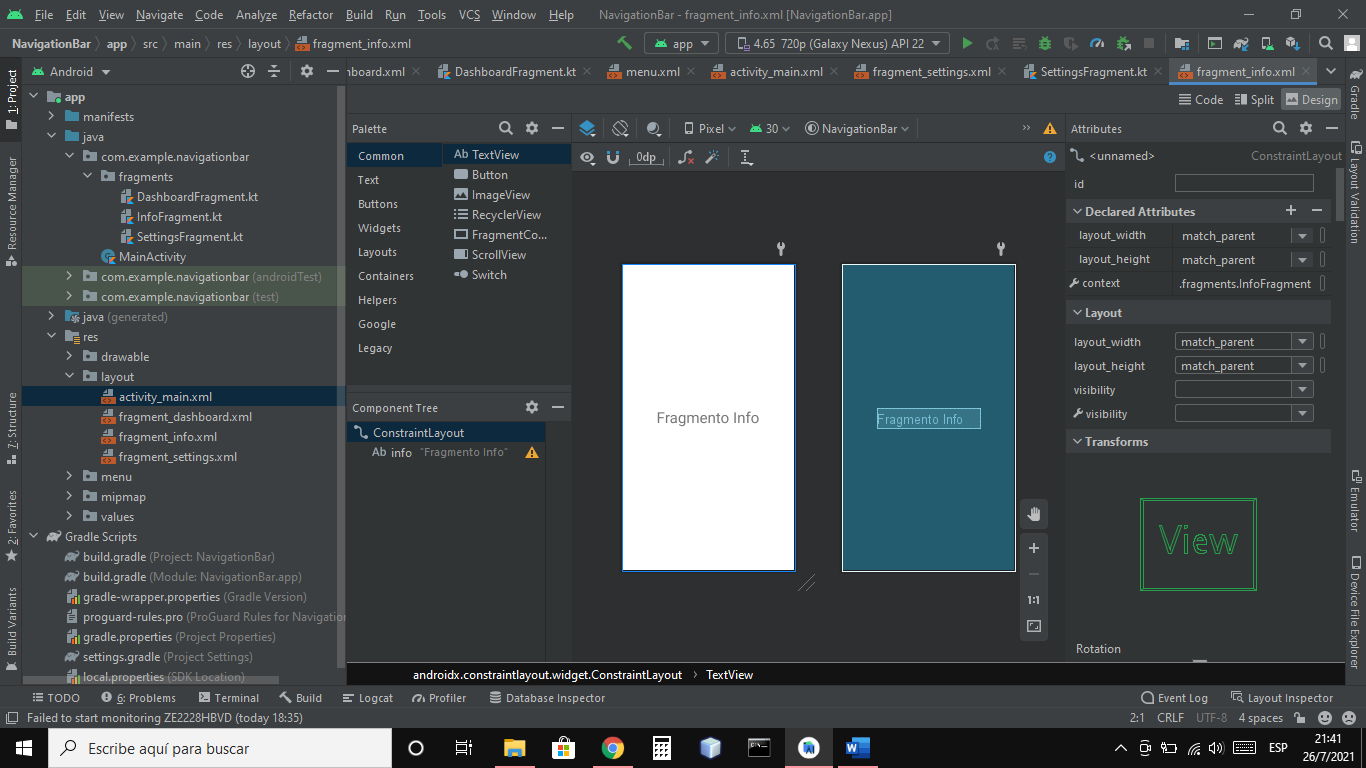 File Edit View Navigate Code Analyze Refactor Build Run Tools VCS Window Help NavigationBar - fragment_info.xml [NavigationBar.app]
NavigationBar app src main res layout fragment_info.xml
app 4.65 720p (Galaxy Nexus) API 22
Android
board.xml DashboardFragment.kt menu.xml activity_main.xml fragment_settings.xml SettingsFragment.kt fragment_info.xml
Code Split Design
1: Project
Resource Manager
7: Structure
2: Favorites
Build Variants
app
manifests
java
com.example.navigationbar
fragments
DashboardFragment.kt
InfoFragment.kt
SettingsFragment.kt
MainActivity
com.example.navigationbar (androidTest)
com.example.navigationbar (test)
java (generated)
res
drawable
layout
activity_main.xml
fragment_dashboard.xml
fragment_info.xml
fragment_settings.xml
menu
mipmap
values
Gradle Scripts
build.gradle (Project: NavigationBar)
build.gradle (Module: NavigationBar.app)
gradle-wrapper.properties (Gradle Version)
proguard-rules.pro (ProGuard Rules for Navigation
gradle.properties (Project Properties)
settings.gradle (Project Settings)
local.properties (SDK Location)
Palette
Common
Text
Buttons
Widgets
Layouts
Containers
Helpers
Google
Legacy
Ab TextView
Button
ImageView
RecyclerView
FragmentCo...
ScrollView
Switch
Component Tree
ConstraintLayout
Ab info "Fragmento Info"
Pixel 30 NavigationBar
0dp
Fragmento Info
Fragmento Info
1:1
Attributes
<unnamed> ConstraintLayout
id
Declared Attributes
layout_width match_parent
layout_height match_parent
context .fragments.InfoFragment
Layout
layout_width match_parent
layout_height match_parent
visibility
visibility
Transforms
View
Rotation
Gradle
Layout Validation
Emulator
Device File Explorer
androidx.constraintlayout.widget.ConstraintLayout TextView
TODO 6: Problems Terminal Build Logcat Profiler Database Inspector Event Log Layout Inspector
Failed to start monitoring ZE2228HBVD (today 18:35) 2:1 CRLF UTF-8 4 spaces
Escribe aquí para buscar
ESP
21:41
26/7/2021